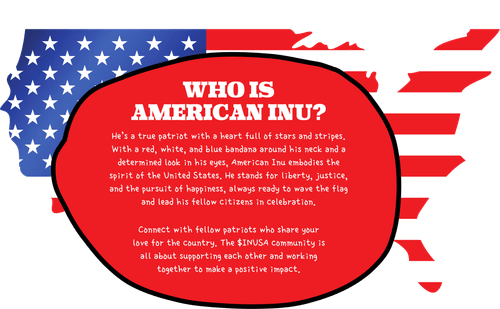 WHO IS
AMERICAN INU?
He's a true patriot with a heart full of stars and stripes.
With a red, white, and blue bandana around his neck and a
determined look in his eyes, American Inu embodies the
spirit of the United States. He stands for liberty, justice,
and the pursuit of happiness, always ready to wave the flag
and lead his fellow citizens in celebration.
Connect with fellow patriots who share your
love for the country. The $INUSA community is
all about supporting each other and working
together to make a positive impact.